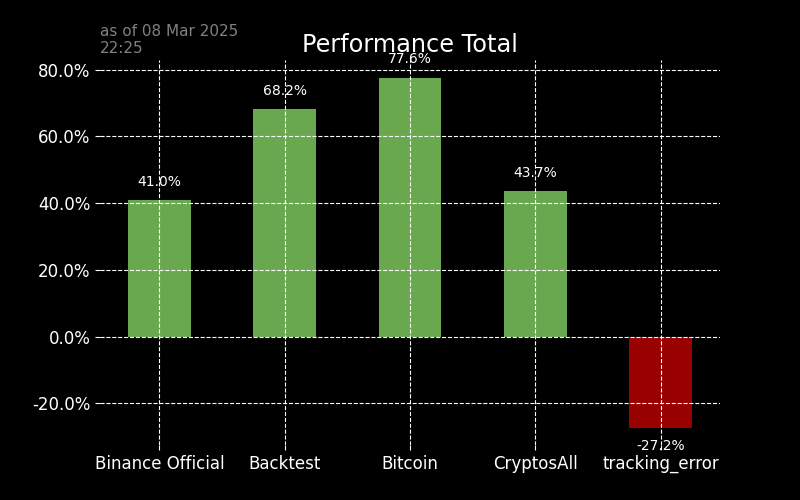 as of 08 Mar 2025
22:25
Performance Total
77.6%
80.0%
68.2%
60.0%
41.0%
43.7%
40.0%
20.0%
0.0%
-20.0%
-27.2%
Binance Official
Backtest
Bitcoin
CryptosAll
tracking_error